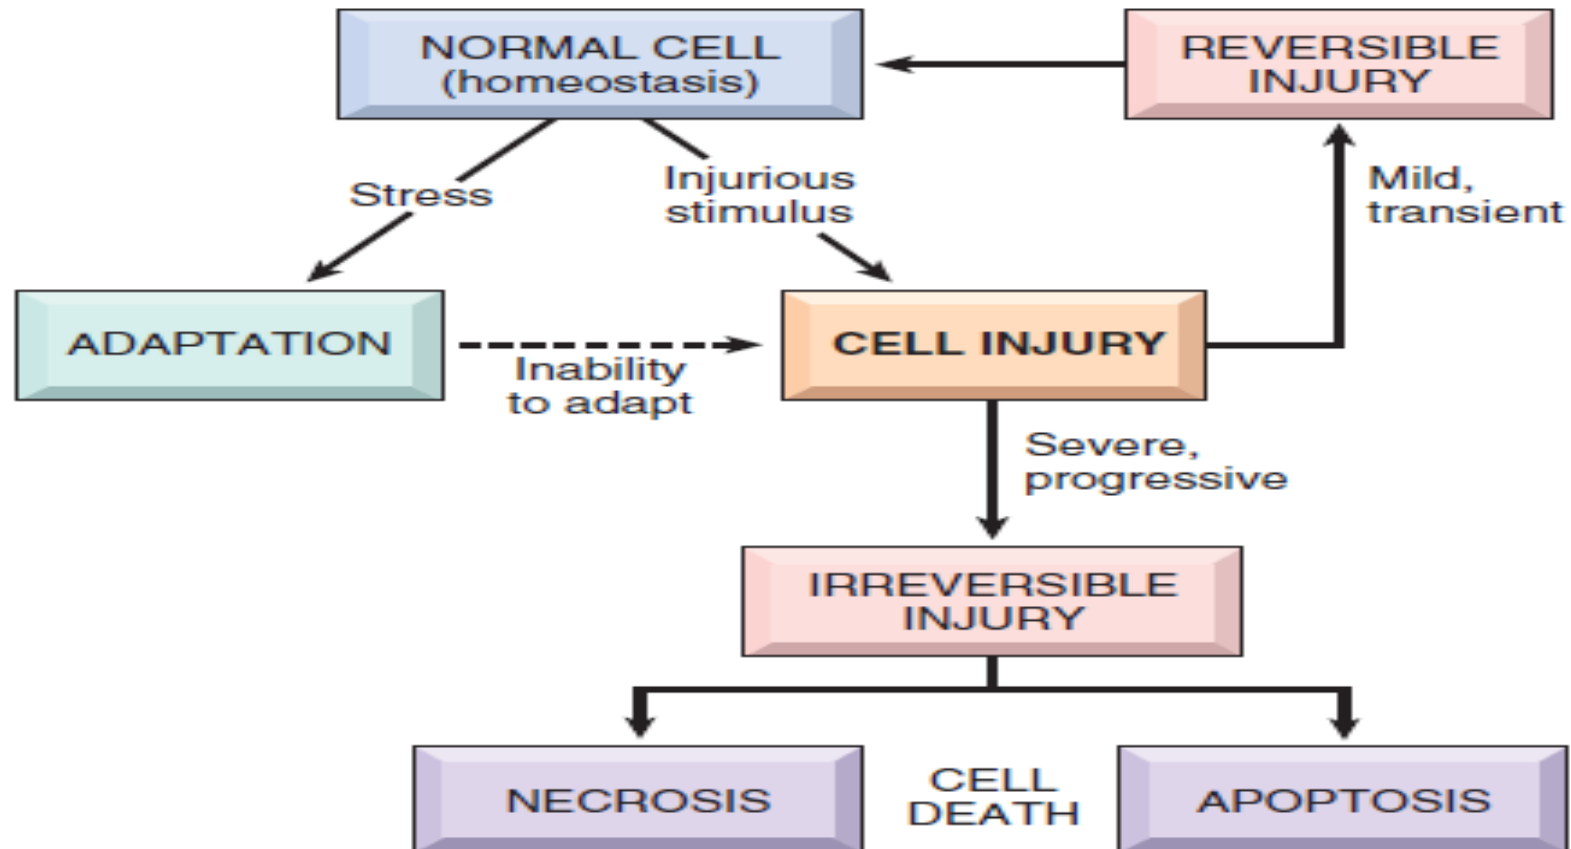 NORMAL CELL
(homeostasis)
REVERSIBLE
INJURY
Stress
Injurious
stimulus
Mild,
transient
ADAPTATION
Inability
to adapt
CELL INJURY
Severe,
progressive
IRREVERSIBLE
INJURY
NECROSIS
CELL
DEATH
APOPTOSIS